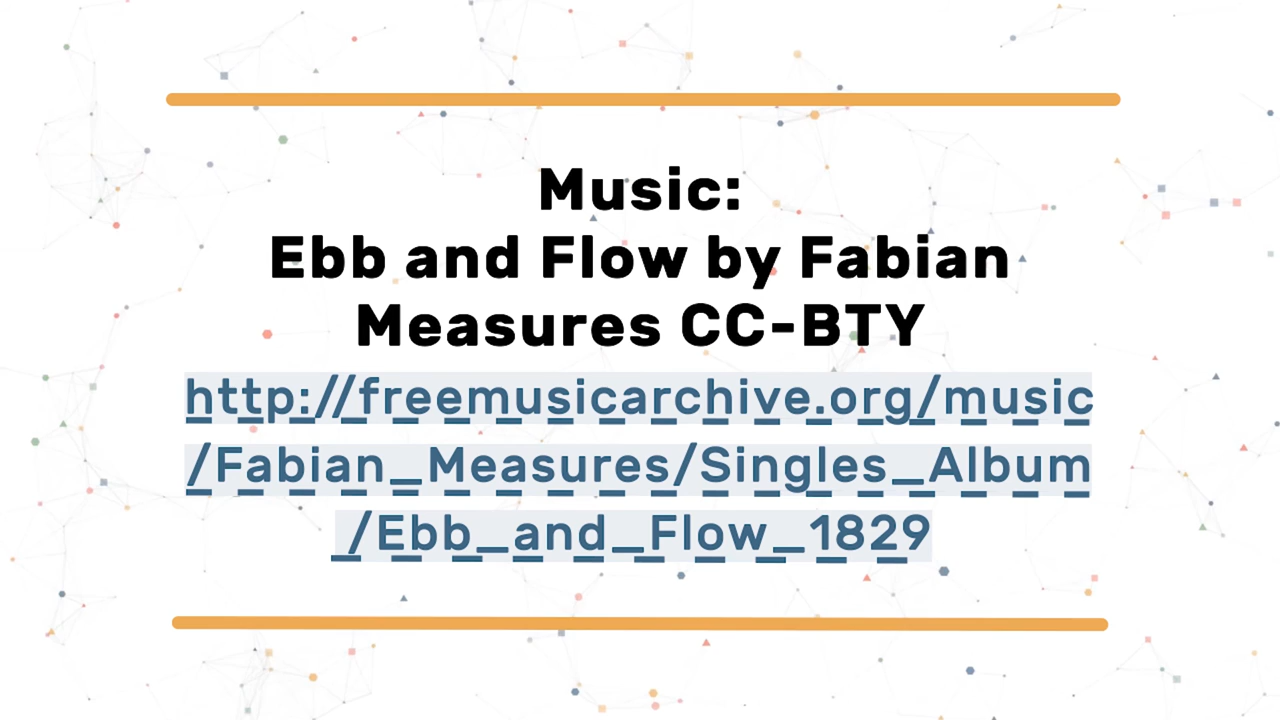 Music:
Ebb and Flow by Fabian
Measures CC-BTY
http://freemusicarchive.org/music
/Fabian_Measures/Singles_Album
/Ebb_and_Flow_1829